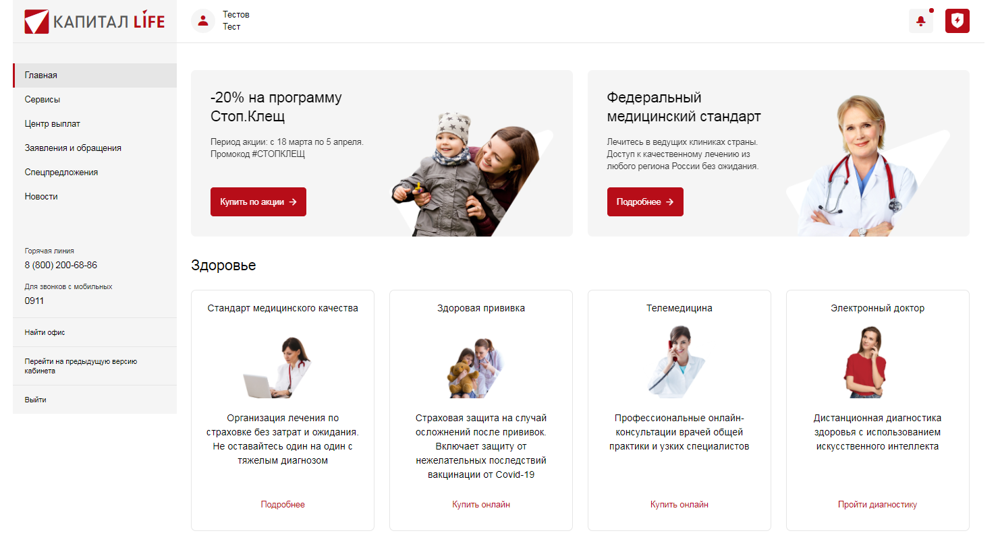 КАПИТАЛ LIFE
Тестов
Тест
Главная
Сервисы
Центр выплат
Заявления и обращения
Спецпредложения
Новости
Горячая линия
8 (800) 200-68-86
Для звонков с мобильных
0911
Найти офис
Перейти на предыдущую версию
кабинета
Выйти
-20% на программу
Стоп.Клещ
Период акции: с 18 марта по 5 апреля.
Промокод #СТОПКЛЕЩ
Купить по акции →
Федеральный
медицинский стандарт
Лечитесь в ведущих клиниках страны.
Доступ к качественному лечению из
любого региона России без ожидания.
Подробнее →
Здоровье
Стандарт медицинского качества
Организация лечения по
страховке без затрат и ожидания.
Не оставайтесь один на один с
тяжелым диагнозом
Подробнее
Здоровая прививка
Страховая защита на случай
осложнений после прививок.
Включает защиту от
нежелательных последствий
вакцинации от Covid-19
Купить онлайн
Телемедицина
Профессиональные онлайн-
консультации врачей общей
практики и узких специалистов
Купить онлайн
Электронный доктор
Дистанционная диагностика
здоровья с использованием
искусственного интеллекта
Пройти диагностику